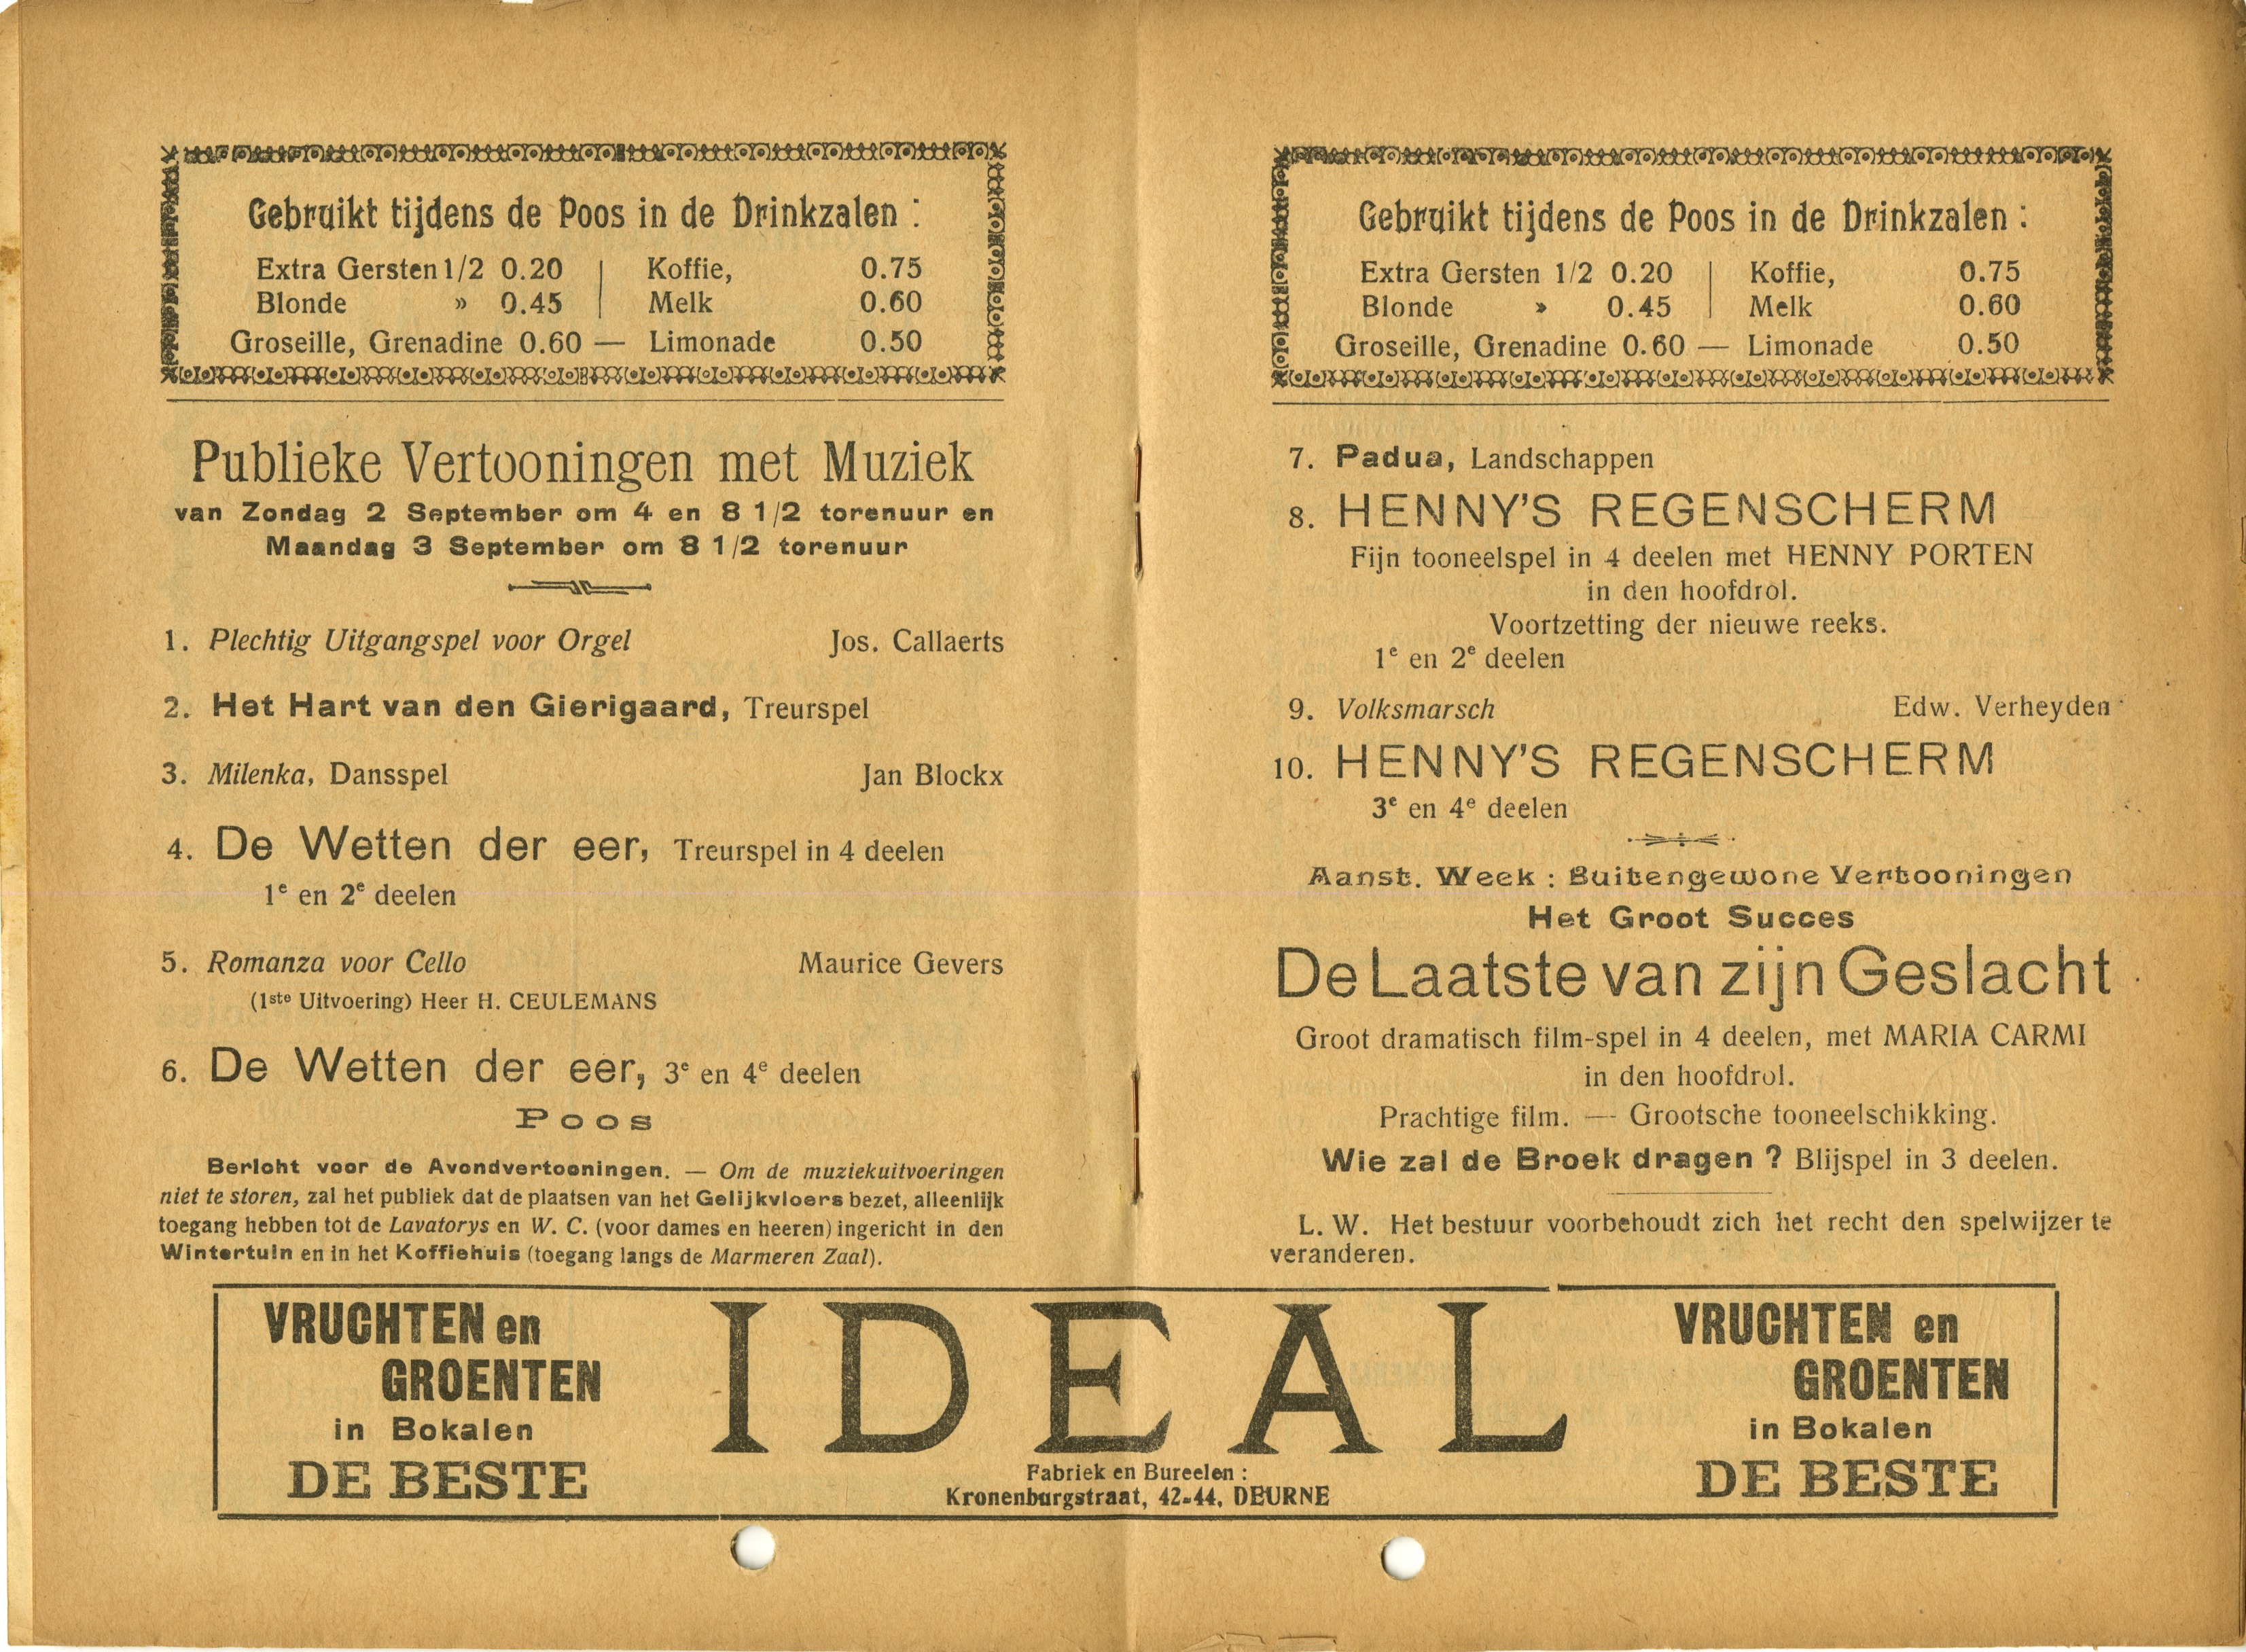 Gebruikt tijdens de Poos in de Drinkzalen :
Extra Gersten 1/2 0.20 | Koffie, 0.75
Blonde » 0.45 | Melk 0.60
Groseille, Grenadine 0.60 — Limonade 0.50
Publieke Vertooningen met Muziek
van Zondag 2 September om 4 en 8 1/2 torenuur en
Maandag 3 September om 8 1/2 torenuur
1. Plechtig Uitgangspel voor Orgel Jos. Callaerts
2. Het Hart van den Gierigaard, Treurspel
3. Milenka, Dansspel Jan Blockx
4. De Wetten der eer, Treurspel in 4 deelen
1e en 2e deelen
5. Romanza voor Cello Maurice Gevers
(1ste Uitvoering) Heer H. CEULEMANS
6. De Wetten der eer, 3e en 4e deelen
Poos
Bericht voor de Avondvertooningen. — Om de muziekuitvoeringen
niet te storen, zal het publiek dat de plaatsen van het Gelijkvloers bezet, alleenlijk
toegang hebben tot de Lavatorys en W. C. (voor dames en heeren) ingericht in den
Wintertuin en in het Koffiehuis (toegang langs de Marmeren Zaal).
Gebruikt tijdens de Poos in de Drinkzalen :
Extra Gersten 1/2 0.20 | Koffie, 0.75
Blonde » 0.45 | Melk 0.60
Groseille, Grenadine 0.60 — Limonade 0.50
7. Padua, Landschappen
8. HENNY'S REGENSCHERM
Fijn tooneelspel in 4 deelen met HENNY PORTEN
in den hoofdrol.
Voortzetting der nieuwe reeks.
1e en 2e deelen
9. Volksmarsch Edw. Verheyden
10. HENNY'S REGENSCHERM
3e en 4e deelen
Aanst. Week : Buitengewone Vertooningen
Het Groot Succes
De Laatste van zijn Geslacht
Groot dramatisch film-spel in 4 deelen, met MARIA CARMI
in den hoofdrol.
Prachtige film. — Grootsche tooneelschikking.
Wie zal de Broek dragen ? Blijspel in 3 deelen.
L. W. Het bestuur voorbehoudt zich het recht den spelwijzer te
veranderen.
VRUCHTEN en
GROENTEN
in Bokalen
DE BESTE
IDEAL
Fabriek en Bureelen :
Kronenburgstraat, 42-44, DEURNE
VRUCHTEN en
GROENTEN
in Bokalen
DE BESTE